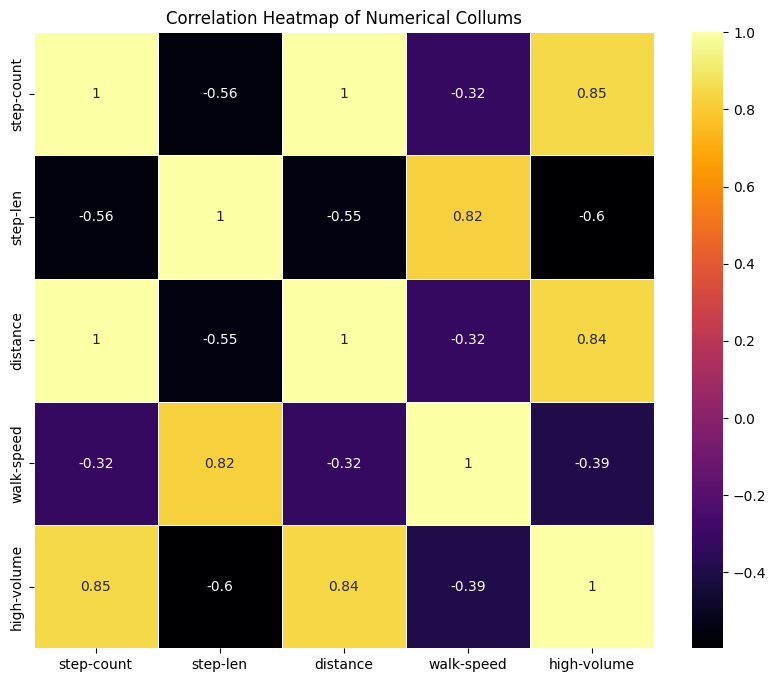 Correlation Heatmap of Numerical Collums
step-count 1 -0.56 1 -0.32 0.85
step-len -0.56 1 -0.55 0.82 -0.6
distance 1 -0.55 1 -0.32 0.84
walk-speed -0.32 0.82 -0.32 1 -0.39
high-volume 0.85 -0.6 0.84 -0.39 1
step-count step-len distance walk-speed high-volume
1.0
0.8
0.6
0.4
0.2
0.0
−0.2
−0.4